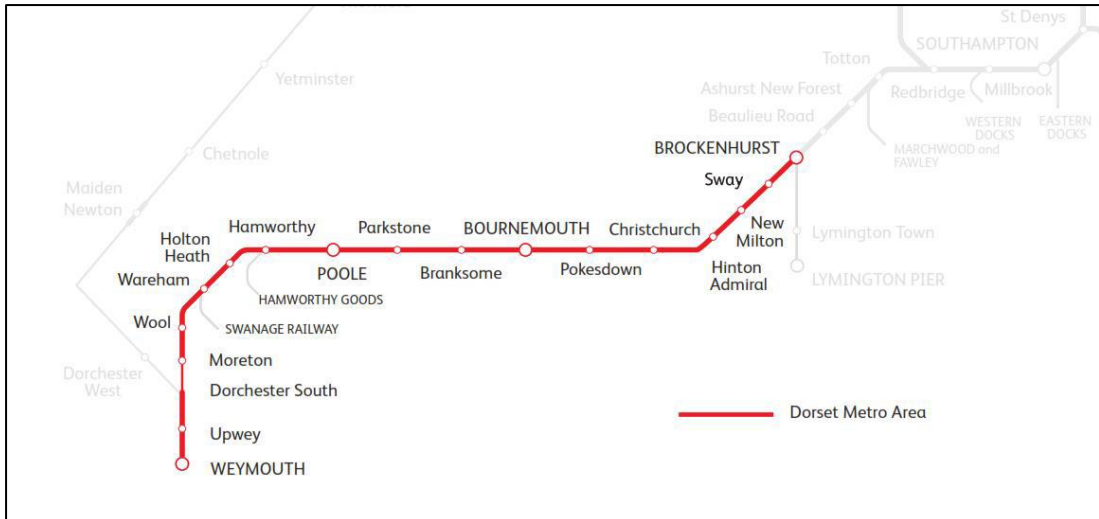 St Denys
SOUTHAMPTON
Totton
Yetminster
Redbridge
Millbrook
Ashurst New Forest
Beaulieu Road
WESTERN
DOCKS
EASTERN
DOCKS
MARCHWOOD and
FAWLEY
BROCKENHURST
Chetnole
Sway
Maiden
Newton
Hamworthy
Parkstone
BOURNEMOUTH
Christchurch
New
Milton
Lymington Town
Holton
Heath
POOLE
Branksome
Pokesdown
Hinton
Admiral
LYMINGTON PIER
Wareham
HAMWORTHY GOODS
Wool
SWANAGE RAILWAY
Moreton
Dorchester
West
Dorchester South
Dorset Metro Area
Upwey
WEYMOUTH